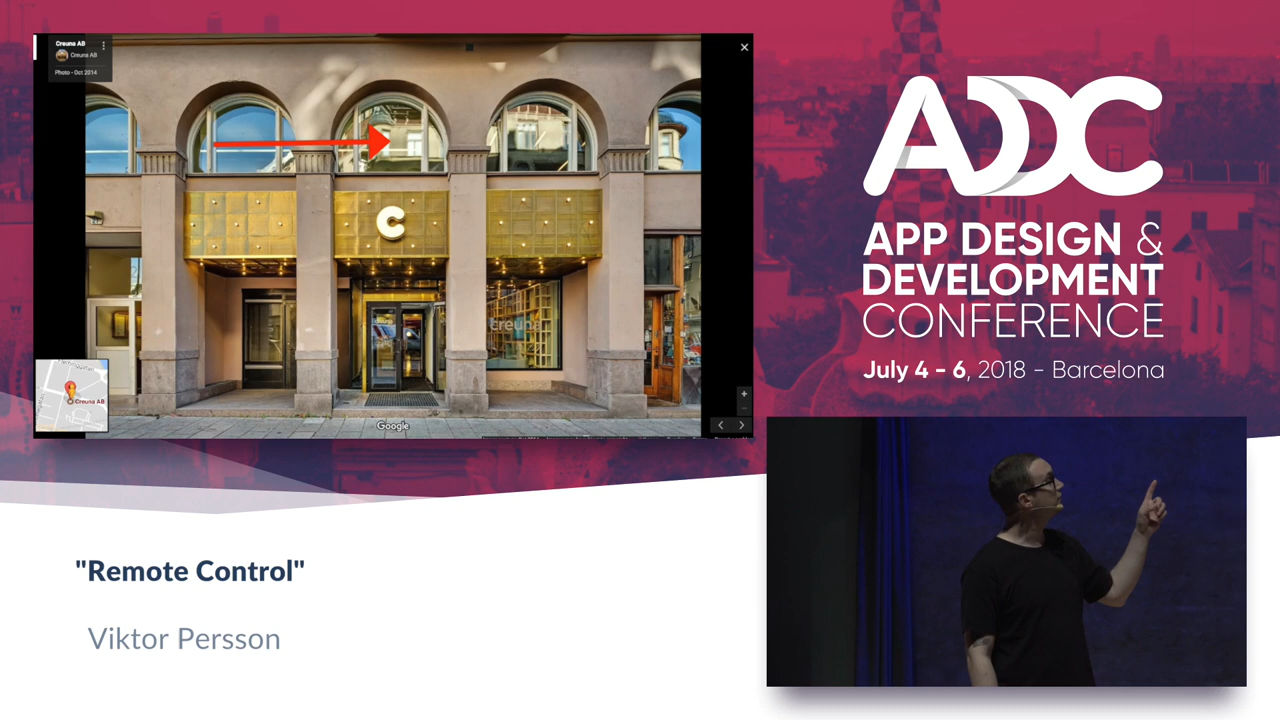 Creuna AB
Creuna AB
Photo - Oct 2014
C
creuna
Creuna AB
Google
ADC
APP DESIGN &
DEVELOPMENT
CONFERENCE
July 4 - 6, 2018 - Barcelona
"Remote Control"
Viktor Persson